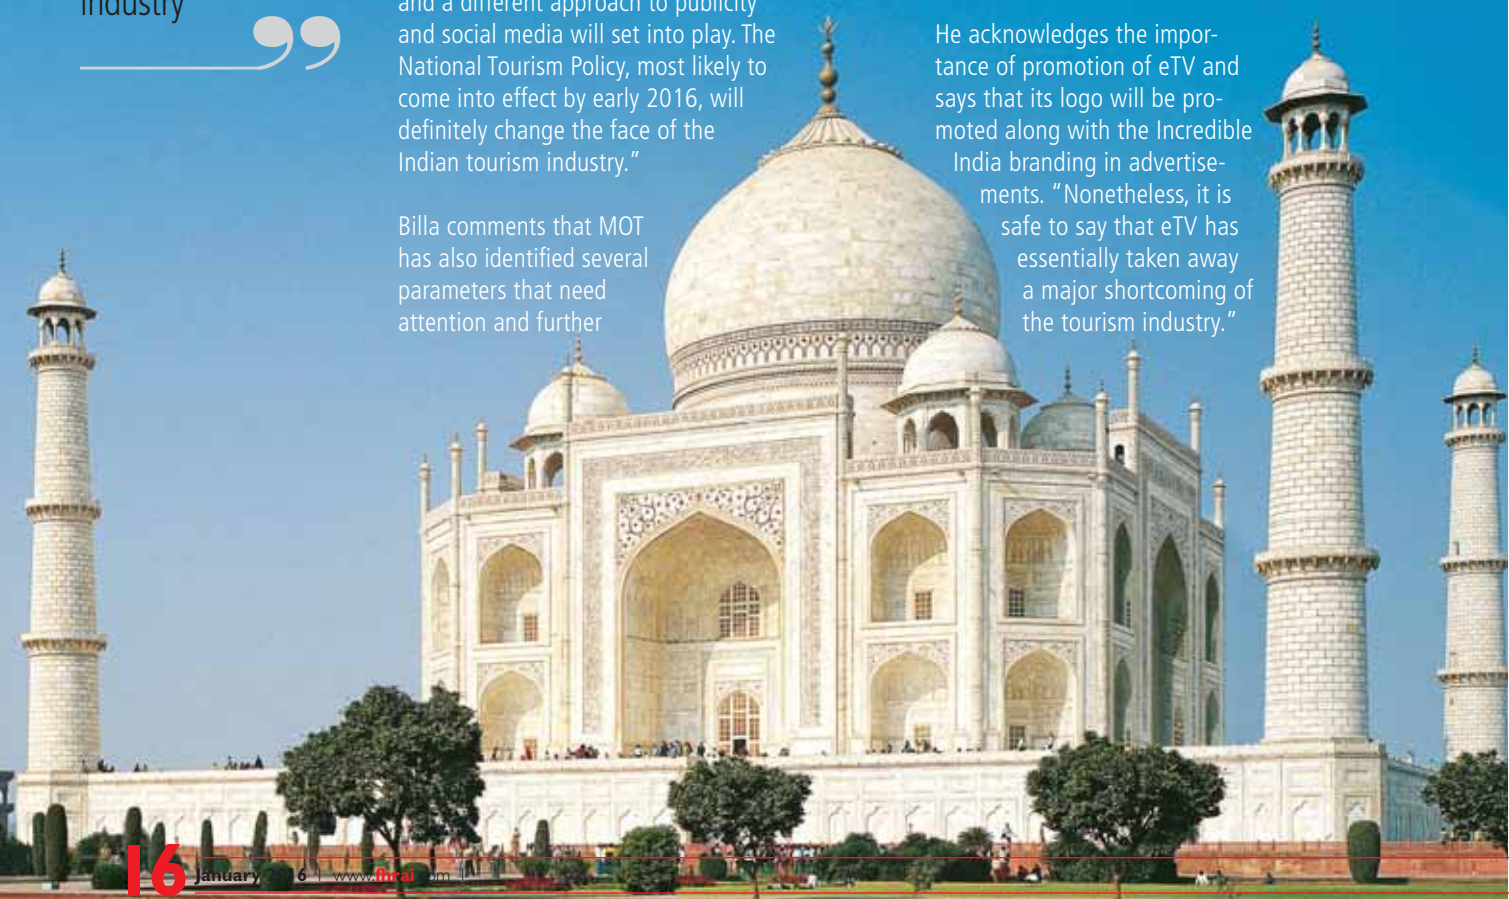 industry
”
and a different approach to publicity
and social media will set into play. The
National Tourism Policy, most likely to
come into effect by early 2016, will
definitely change the face of the
Indian tourism industry.”
Billa comments that MOT
has also identified several
parameters that need
attention and further
He acknowledges the impor-
tance of promotion of eTV and
says that its logo will be pro-
moted along with the Incredible
India branding in advertise-
ments. “Nonetheless, it is
safe to say that eTV has
essentially taken away
a major shortcoming of
the tourism industry.”
16 January 2016 | www.fhrai.com |